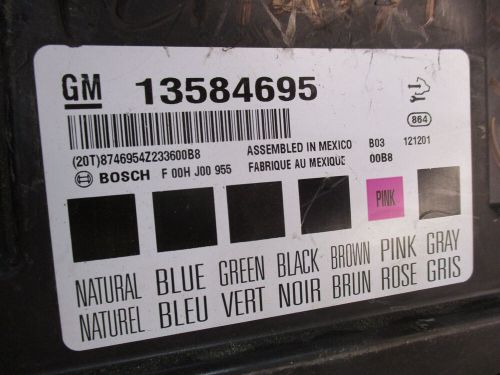 GM 13584695
864
(20T)8746954Z233600B8 ASSEMBLED IN MEXICO B03 121201
BOSCH F 00H J00 955 FABRIQUE AU MEXIQUE 00B8
PINK
NATURAL BLUE GREEN BLACK BROWN PINK GRAY
NATUREL BLEU VERT NOIR BRUN ROSE GRIS